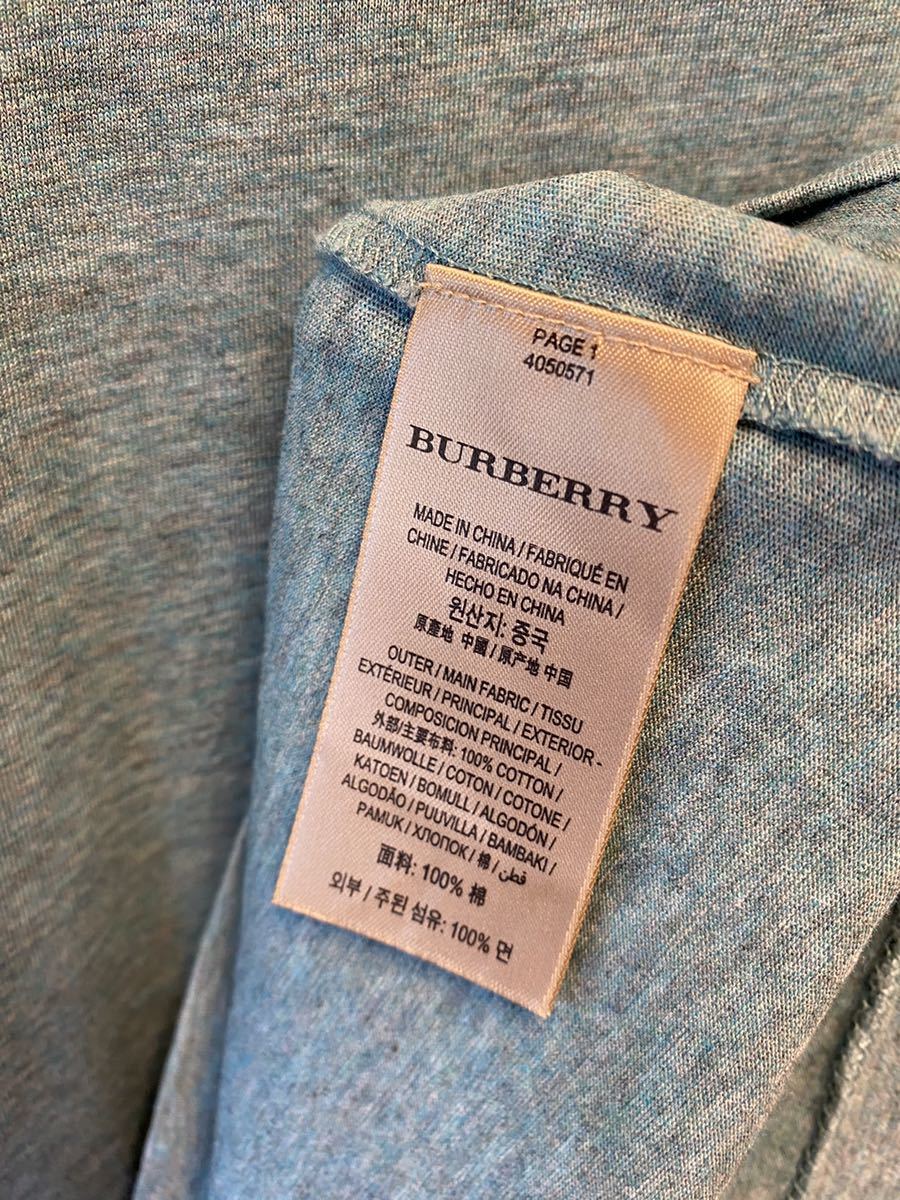 PAGE 1
4050571
BURBERRY
MADE IN CHINA / FABRIQUÉ EN
CHINE / FABRICADO NA CHINA /
HECHO EN CHINA
원산지: 중국
原產地 中國 / 原产地 中国
OUTER / MAIN FABRIC / TISSU
EXTÉRIEUR / PRINCIPAL / EXTERIOR -
COMPOSICION PRINCIPAL /
外部/主要布料: 100% COTTON /
BAUMWOLLE / COTON / COTONE /
KATOEN / BOMULL / ALGODÓN /
ALGODÃO / PUUVILLA / BAMBAKI /
PAMUK / ХЛОПОК / 棉 / قطن
面料: 100% 棉
외부 / 주된 섬유: 100% 면